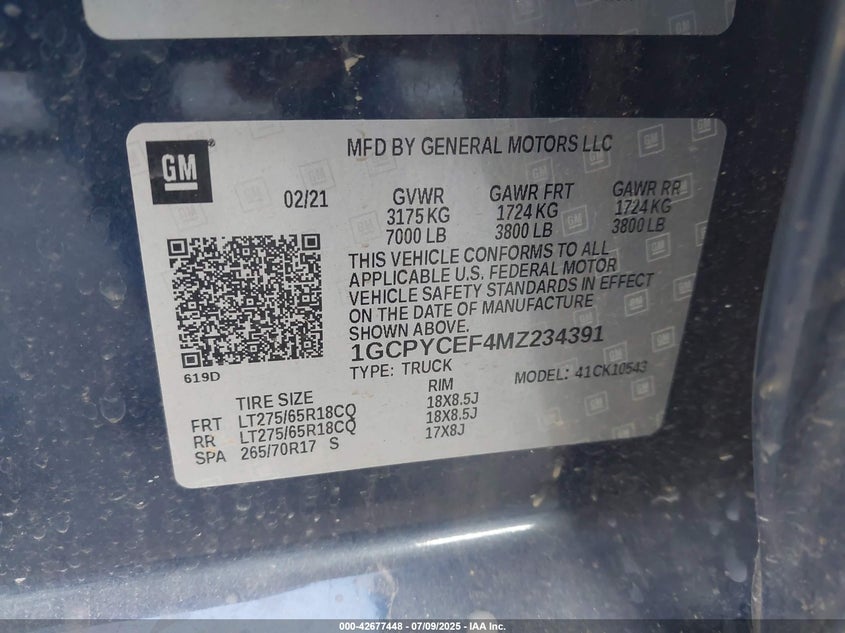 GM
MFD BY GENERAL MOTORS LLC
02/21
GVWR GAWR FRT GAWR RR
3175 KG 1724 KG 1724 KG
7000 LB 3800 LB 3800 LB
THIS VEHICLE CONFORMS TO ALL
APPLICABLE U.S. FEDERAL MOTOR
VEHICLE SAFETY STANDARDS IN EFFECT
ON THE DATE OF MANUFACTURE
SHOWN ABOVE.
1GCPYCEF4MZ234391
619D
TYPE: TRUCK MODEL: 41CK10543
TIRE SIZE RIM
FRT LT275/65R18CQ 18X8.5J
RR LT275/65R18CQ 18X8.5J
SPA 265/70R17 S 17X8J
000-42677448 | 07/09/2025 - IAA Inc.